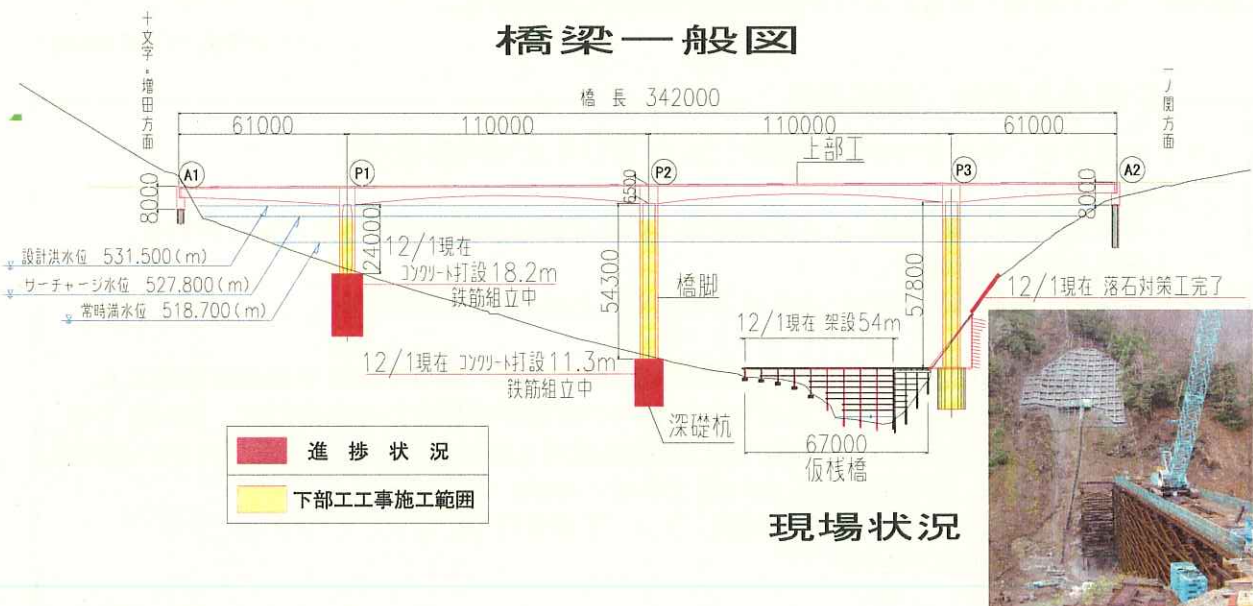 橋梁一般図
十文字・増田方面
一ノ関方面
橋長 342000
61000
110000
110000
61000
上部工
A1
P1
P2
P3
A2
8000
6500
8000
設計洪水位 531.500(m)
サーチャージ水位 527.800(m)
常時満水位 518.700(m)
24000
12/1現在
コンクリート打設18.2m
鉄筋組立中
54300
橋脚
57800
12/1現在 落石対策工完了
12/1現在 架設54m
12/1現在 コンクリート打設11.3m
鉄筋組立中
深礎杭
67000
仮桟橋
進捗状況
下部工工事施工範囲
現場状況